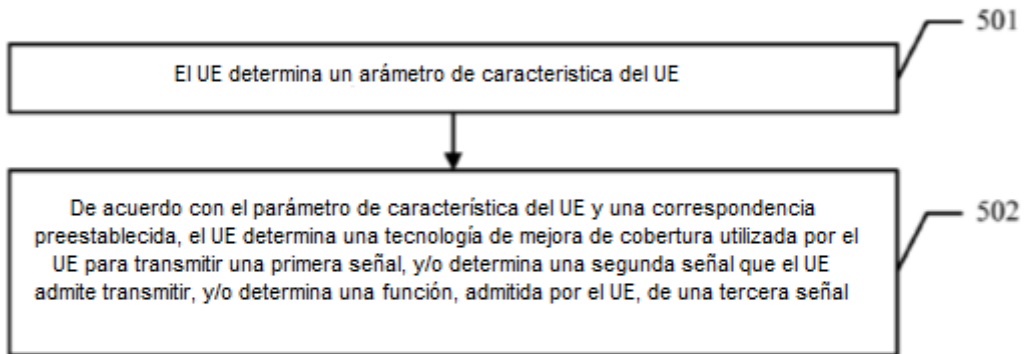 501
El UE determina un arámetro de caracteristica del UE
De acuerdo con el parámetro de característica del UE y una correspondencia
preestablecida, el UE determina una tecnología de mejora de cobertura utilizada por el
UE para transmitir una primera señal, y/o determina una segunda señal que el UE
admite transmitir, y/o determina una función, admitida por el UE, de una tercera señal
502